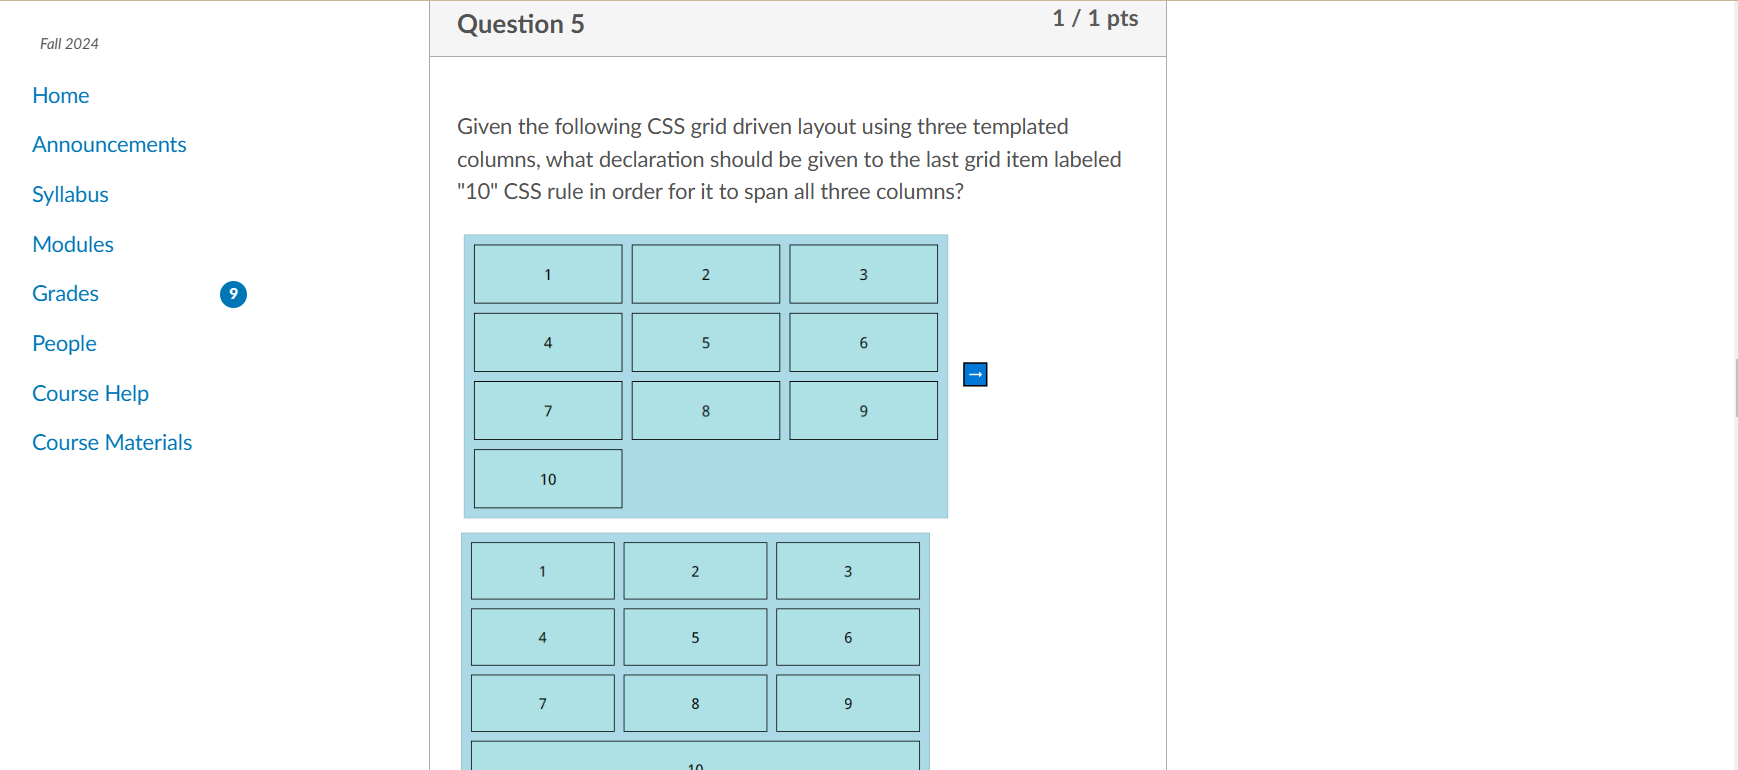 Fall 2024
Home
Announcements
Syllabus
Modules
Grades
9
People
Course Help
Course Materials
Question 5
1 / 1 pts
Given the following CSS grid driven layout using three templated
columns, what declaration should be given to the last grid item labeled
"10" CSS rule in order for it to span all three columns?
1 2 3
4 5 6
→
7 8 9
10
1 2 3
4 5 6
7 8 9
10